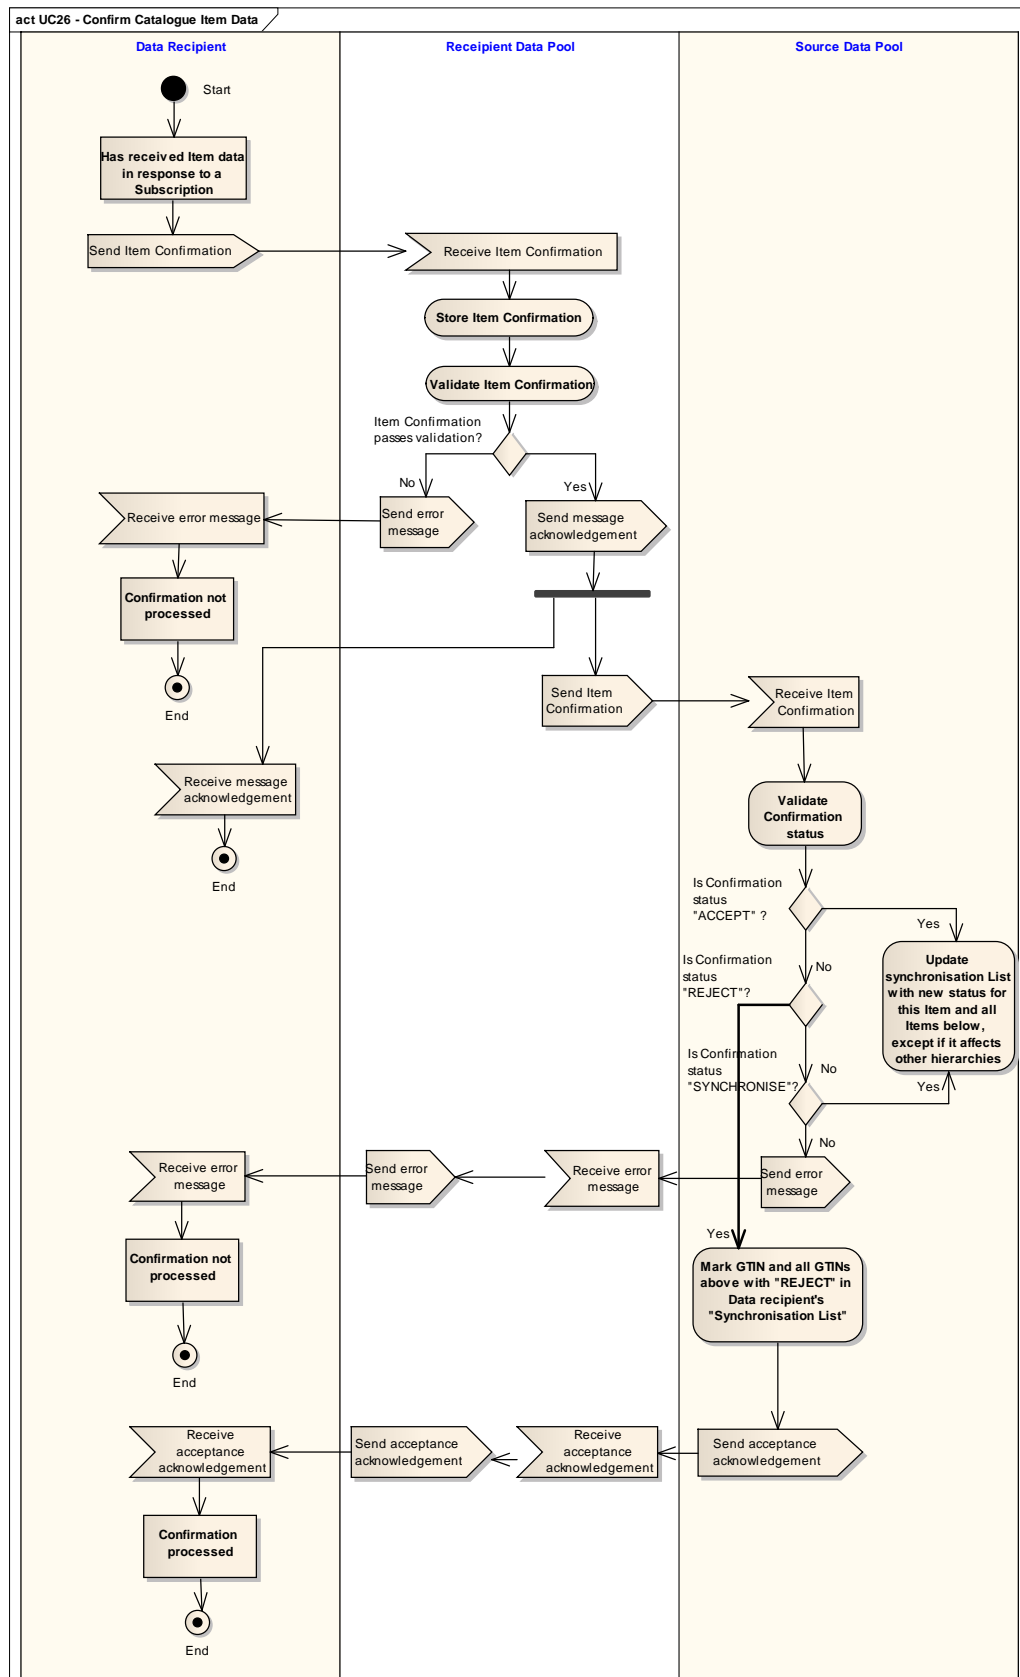 act UC26 - Confirm Catalogue Item Data
Data Recipient
Receipient Data Pool
Source Data Pool
Start
Has received Item data
in response to a
Subscription
Send Item Confirmation
Receive Item Confirmation
Store Item Confirmation
Validate Item Confirmation
Item Confirmation
passes validation?
No
Yes
Receive error message
Send error
message
Send message
acknowledgement
Confirmation not
processed
End
Send Item
Confirmation
Receive Item
Confirmation
Receive message
acknowledgement
End
Validate
Confirmation
status
Is Confirmation
status
"ACCEPT" ?
Yes
No
Update
synchronisation List
with new status for
this Item and all
Items below,
except if it affects
other hierarchies
Is Confirmation
status
"REJECT"?
No
Is Confirmation
status
"SYNCHRONISE"?
Yes
No
Receive error
message
Send error
message
Receive error
message
Send error
message
Yes
Confirmation not
processed
End
Mark GTIN and all GTINs
above with "REJECT" in
Data recipient's
"Synchronisation List"
Receive
acceptance
acknowledgement
Send acceptance
acknowledgement
Receive
acceptance
acknowledgement
Send acceptance
acknowledgement
Confirmation
processed
End